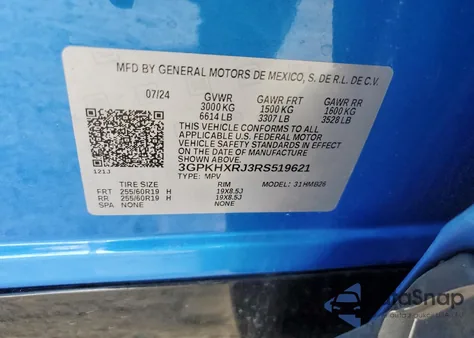 MFD BY GENERAL MOTORS DE MEXICO, S. DE R.L. DE C.V.
07/24 GVWR GAWR FRT GAWR RR
3000 KG 1500 KG 1600 KG
6614 LB 3307 LB 3528 LB
THIS VEHICLE CONFORMS TO ALL
APPLICABLE U.S. FEDERAL MOTOR
VEHICLE SAFETY STANDARDS IN EFFECT
ON THE DATE OF MANUFACTURE SHOWN ABOVE.
3GPKHXRJ3RS519621
121J TYPE: MPV
TIRE SIZE RIM MODEL: 31HMB26
FRT 255/60R19 H 19X8.5J
RR 255/60R19 H 19X8.5J
SPA NONE NONE
AutoSnap